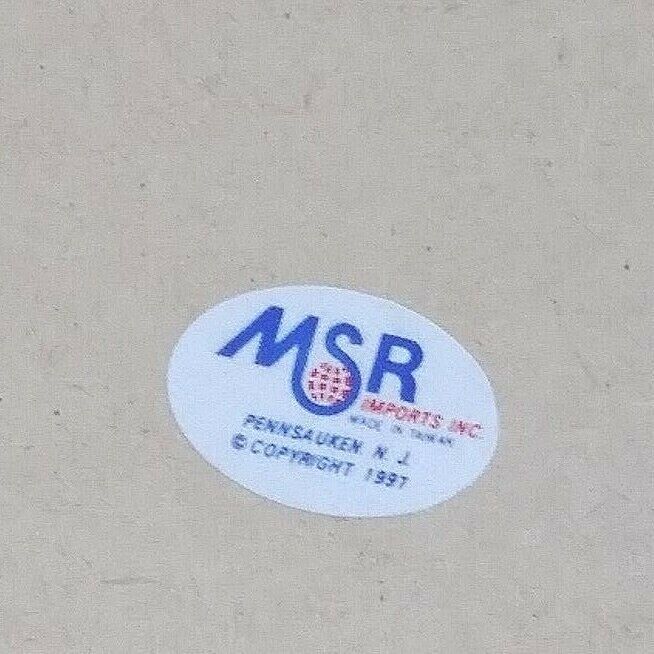 MSR
IMPORTS INC.
MADE IN TAIWAN
PENNSAUKEN N. J.
© COPYRIGHT 1997